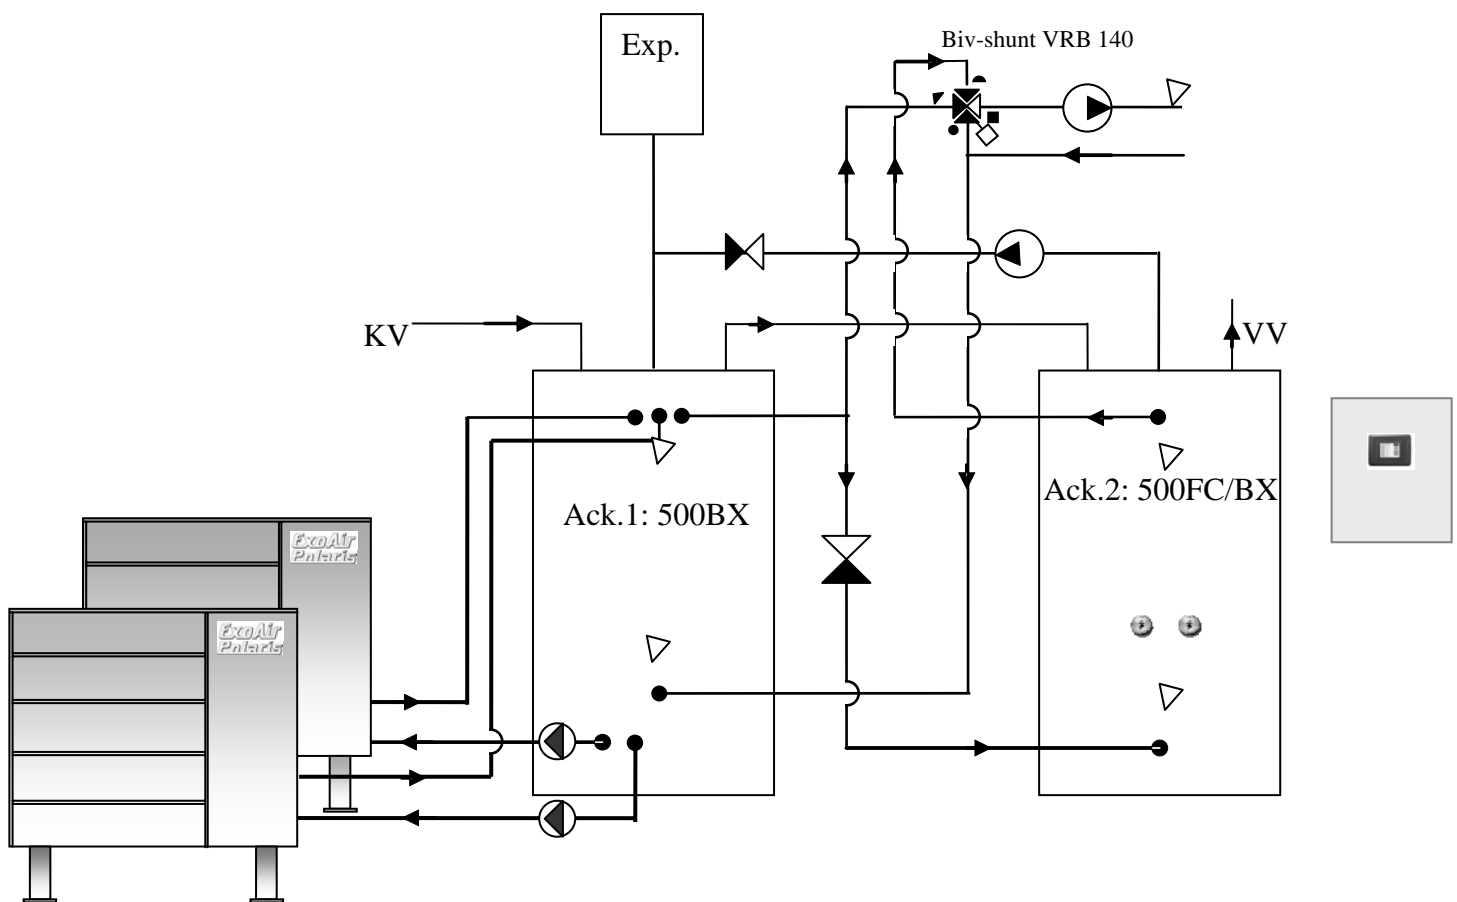 Exp.
Biv-shunt VRB 140
KV
VV
Ack.1: 500BX
Ack.2: 500FC/BX
ExoAir
Polaris
ExoAir
Polaris